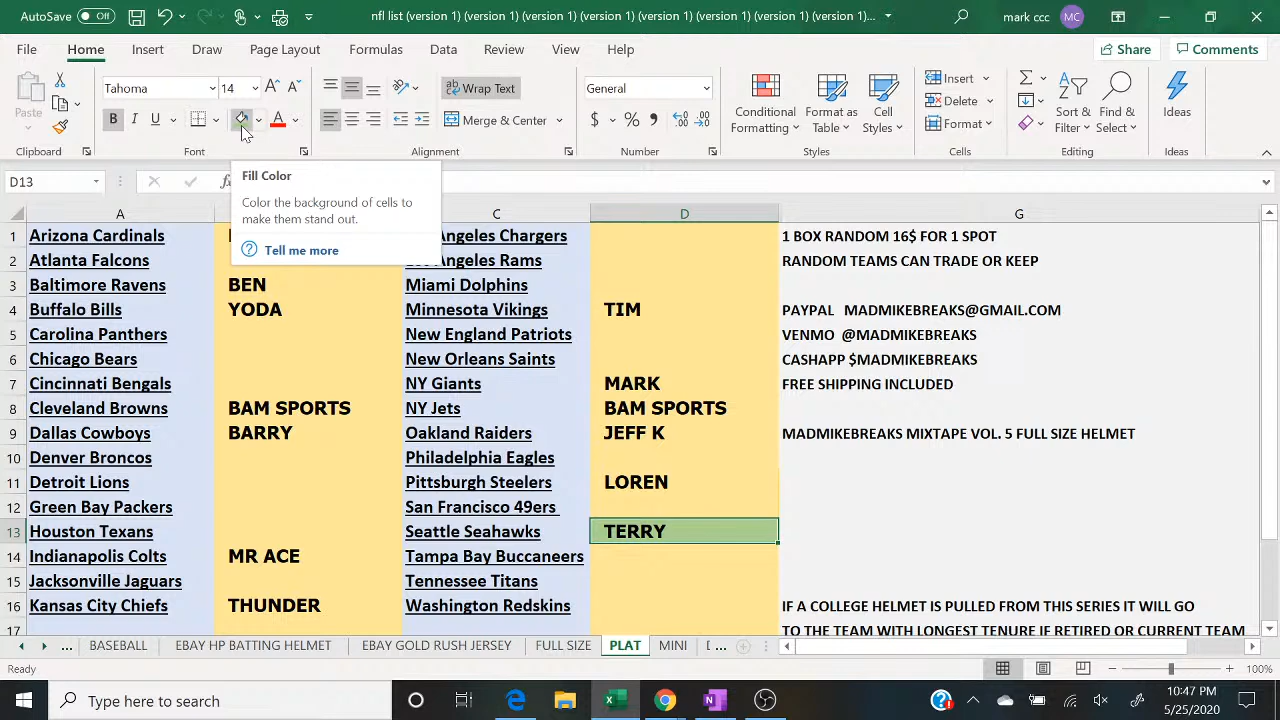 AutoSave Off
nfl list (version 1) (version 1) (version 1) (version 1) (version 1) (version 1)...
mark ccc
MC
File Home Insert Draw Page Layout Formulas Data Review View Help
Share
Comments
Tahoma 14
Wrap Text
General
Insert
Paste
Conditional Formatting
Format as Table
Cell Styles
Delete
Sort & Filter
Find & Select
Ideas
B I U
Merge & Center
$ % 9
Format
Clipboard Font Alignment Number Styles Cells Editing Ideas
D13
Fill Color
Color the background of cells to
make them stand out.
Tell me more
A C D G
1 Arizona Cardinals Angeles Chargers 1 BOX RANDOM 16$ FOR 1 SPOT
2 Atlanta Falcons Angeles Rams RANDOM TEAMS CAN TRADE OR KEEP
3 Baltimore Ravens BEN Miami Dolphins
4 Buffalo Bills YODA Minnesota Vikings TIM PAYPAL MADMIKEBREAKS@GMAIL.COM
5 Carolina Panthers New England Patriots VENMO @MADMIKEBREAKS
6 Chicago Bears New Orleans Saints CASHAPP $MADMIKEBREAKS
7 Cincinnati Bengals NY Giants MARK FREE SHIPPING INCLUDED
8 Cleveland Browns BAM SPORTS NY Jets BAM SPORTS
9 Dallas Cowboys BARRY Oakland Raiders JEFF K MADMIKEBREAKS MIXTAPE VOL. 5 FULL SIZE HELMET
10 Denver Broncos Philadelphia Eagles
11 Detroit Lions Pittsburgh Steelers LOREN
12 Green Bay Packers San Francisco 49ers
13 Houston Texans Seattle Seahawks TERRY
14 Indianapolis Colts MR ACE Tampa Bay Buccaneers
15 Jacksonville Jaguars Tennessee Titans
16 Kansas City Chiefs THUNDER Washington Redskins IF A COLLEGE HELMET IS PULLED FROM THIS SERIES IT WILL GO
17 TO THE TEAM WITH LONGEST TENURE IF RETIRED OR CURRENT TEAM
... BASEBALL EBAY HP BATTING HELMET EBAY GOLD RUSH JERSEY FULL SIZE PLAT MINI D ...
Ready
100%
Type here to search
10:47 PM
5/25/2020